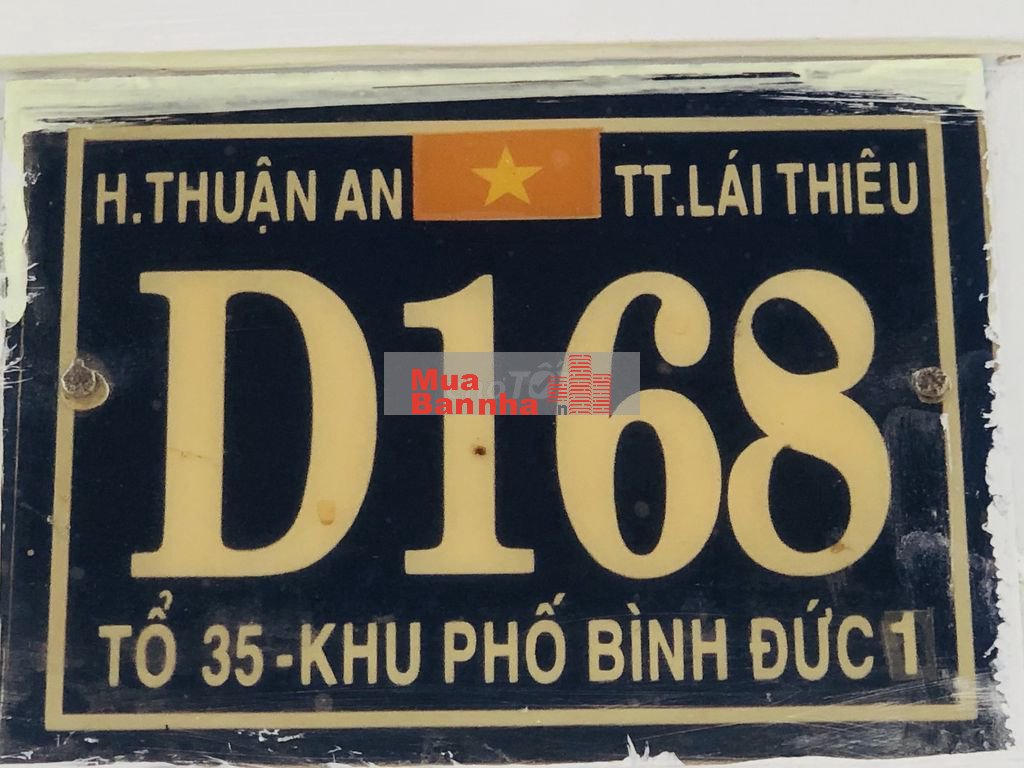 H.THUẬN AN TT.LÁI THIÊU
D168
Mua
Bannha
TỔ 35-KHU PHỐ BÌNH ĐỨC 1